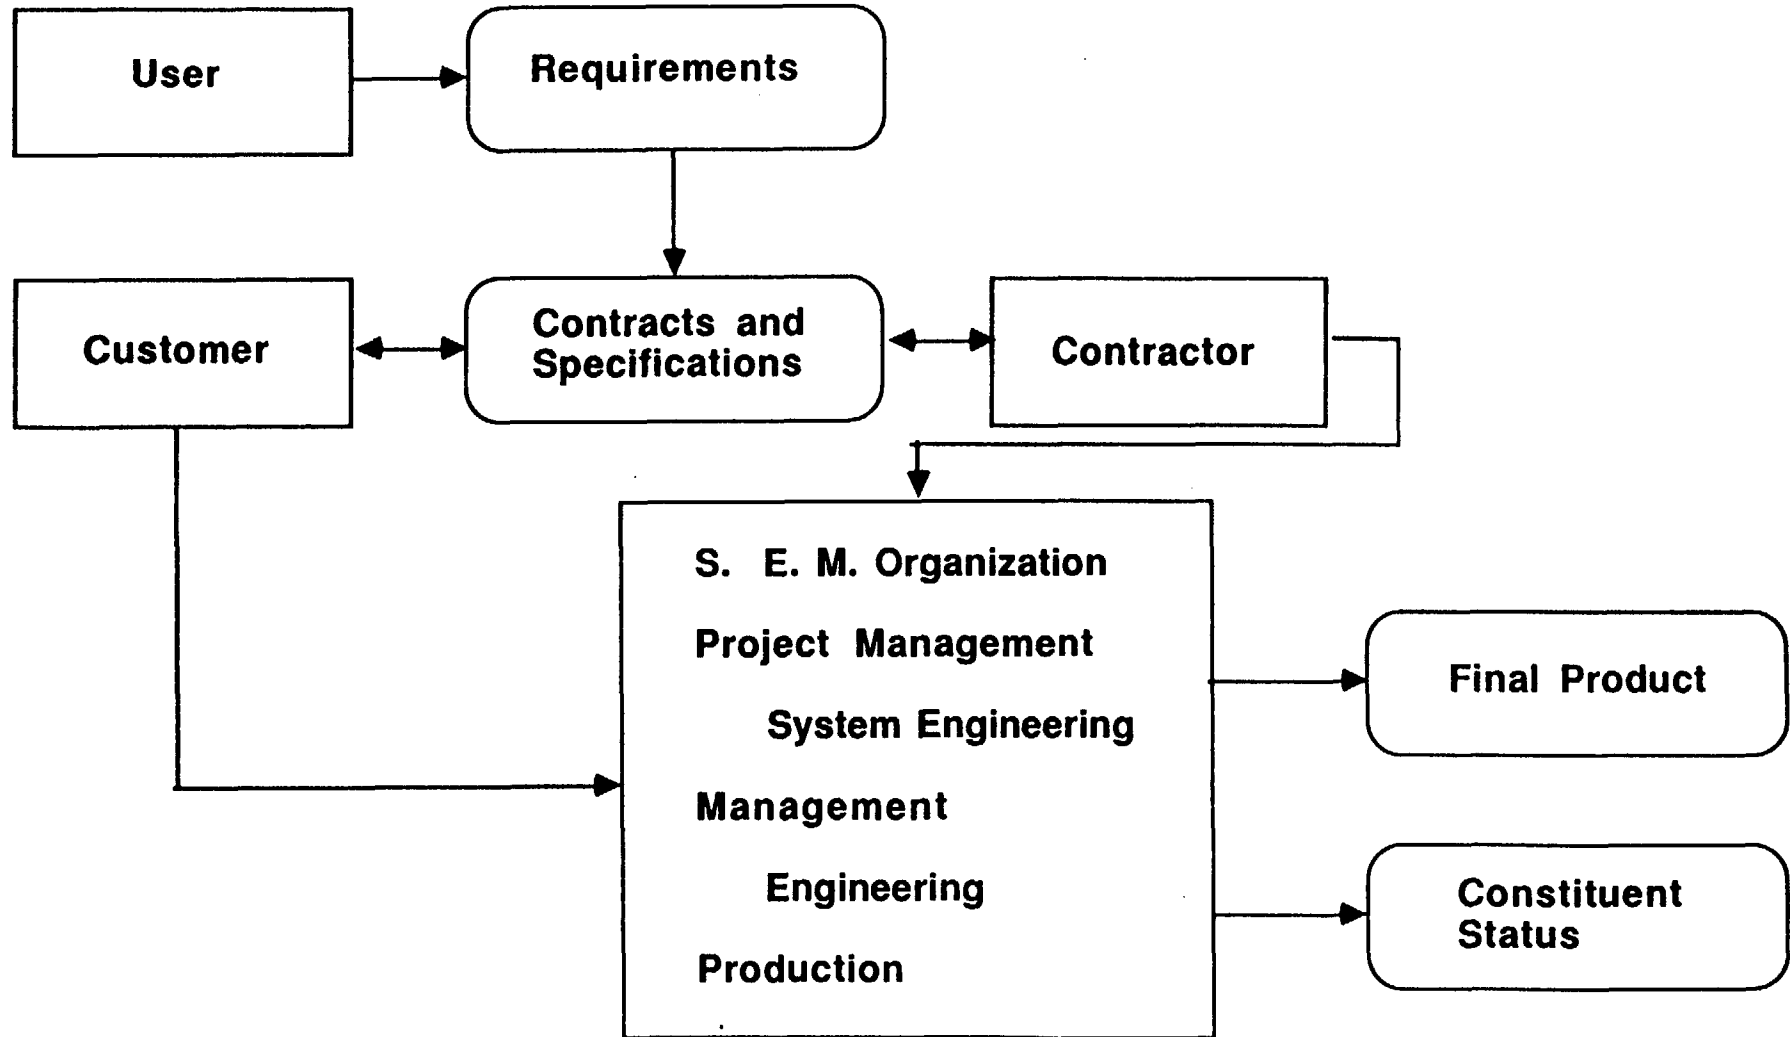 User
Requirements
Customer
Contracts and
Specifications
Contractor
S. E. M. Organization
Project Management
System Engineering
Management
Engineering
Production
Final Product
Constituent
Status